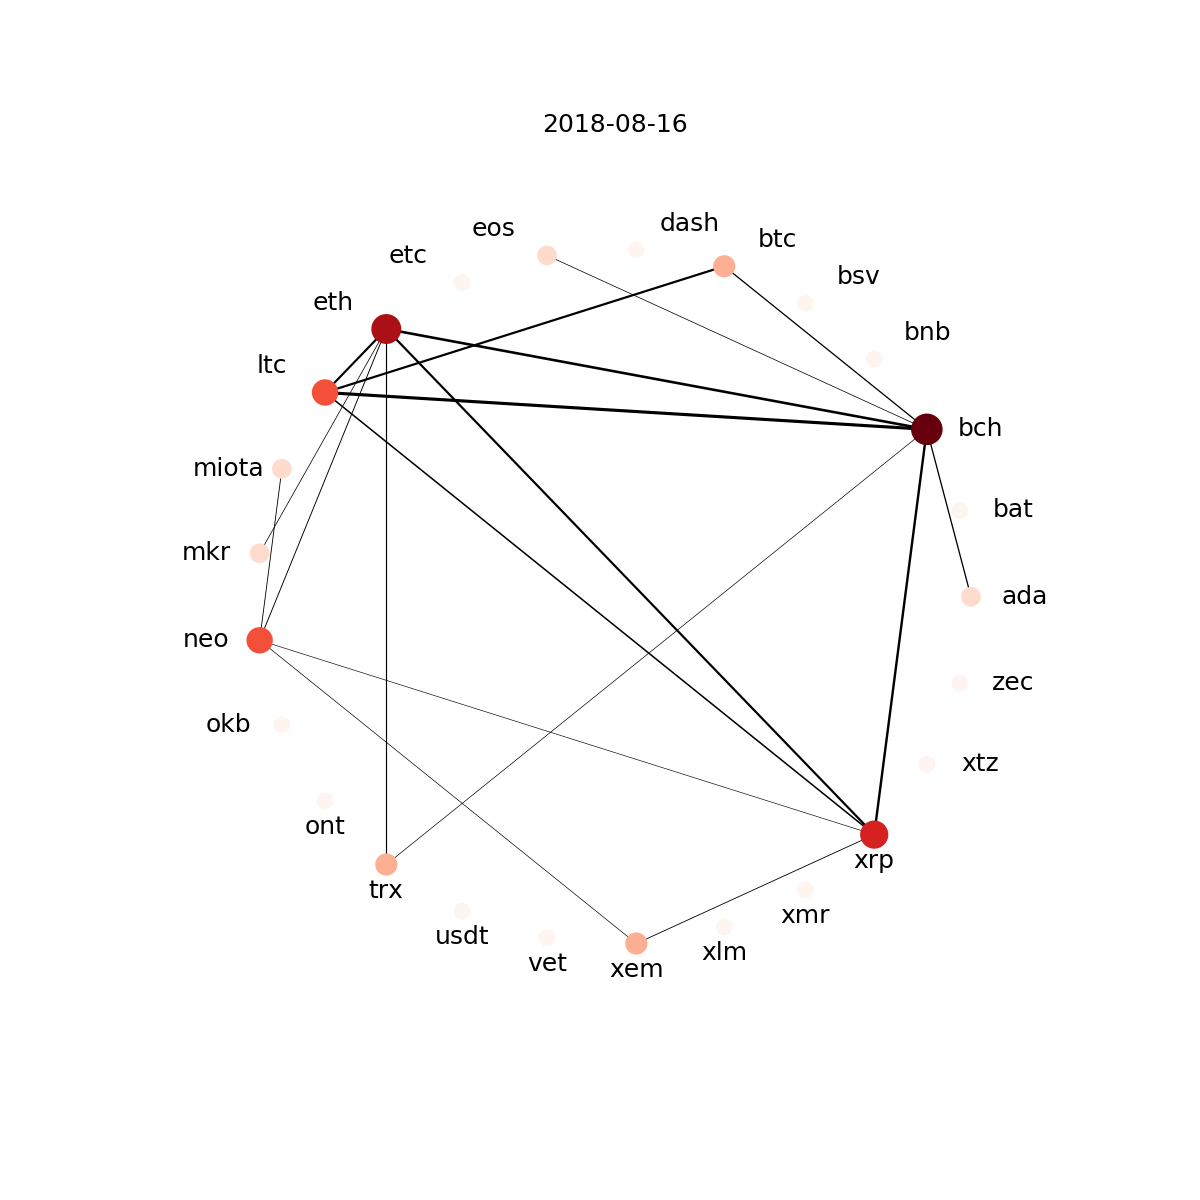 2018-08-16
dash
eos
btc
etc
bsv
eth
bnb
ltc
bch
miota
bat
mkr
ada
neo
zec
okb
xtz
ont
xrp
trx
xmr
usdt
xlm
vet
xem